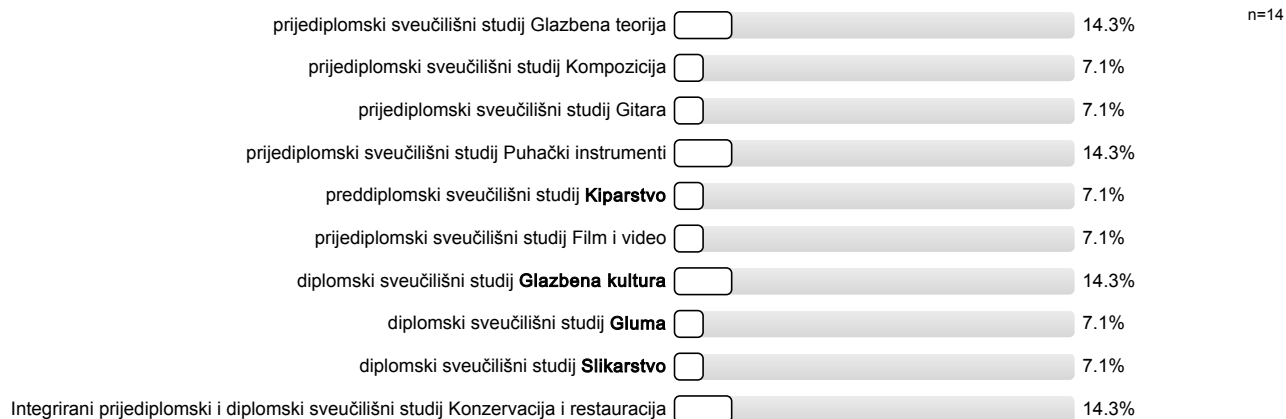 prijediplomski sveučilišni studij Glazbena teorija 14.3% n=14
prijediplomski sveučilišni studij Kompozicija 7.1%
prijediplomski sveučilišni studij Gitara 7.1%
prijediplomski sveučilišni studij Puhački instrumenti 14.3%
preddiplomski sveučilišni studij Kiparstvo 7.1%
prijediplomski sveučilišni studij Film i video 7.1%
diplomski sveučilišni studij Glazbena kultura 14.3%
diplomski sveučilišni studij Gluma 7.1%
diplomski sveučilišni studij Slikarstvo 7.1%
Integrirani prijediplomski i diplomski sveučilišni studij Konzervacija i restauracija 14.3%